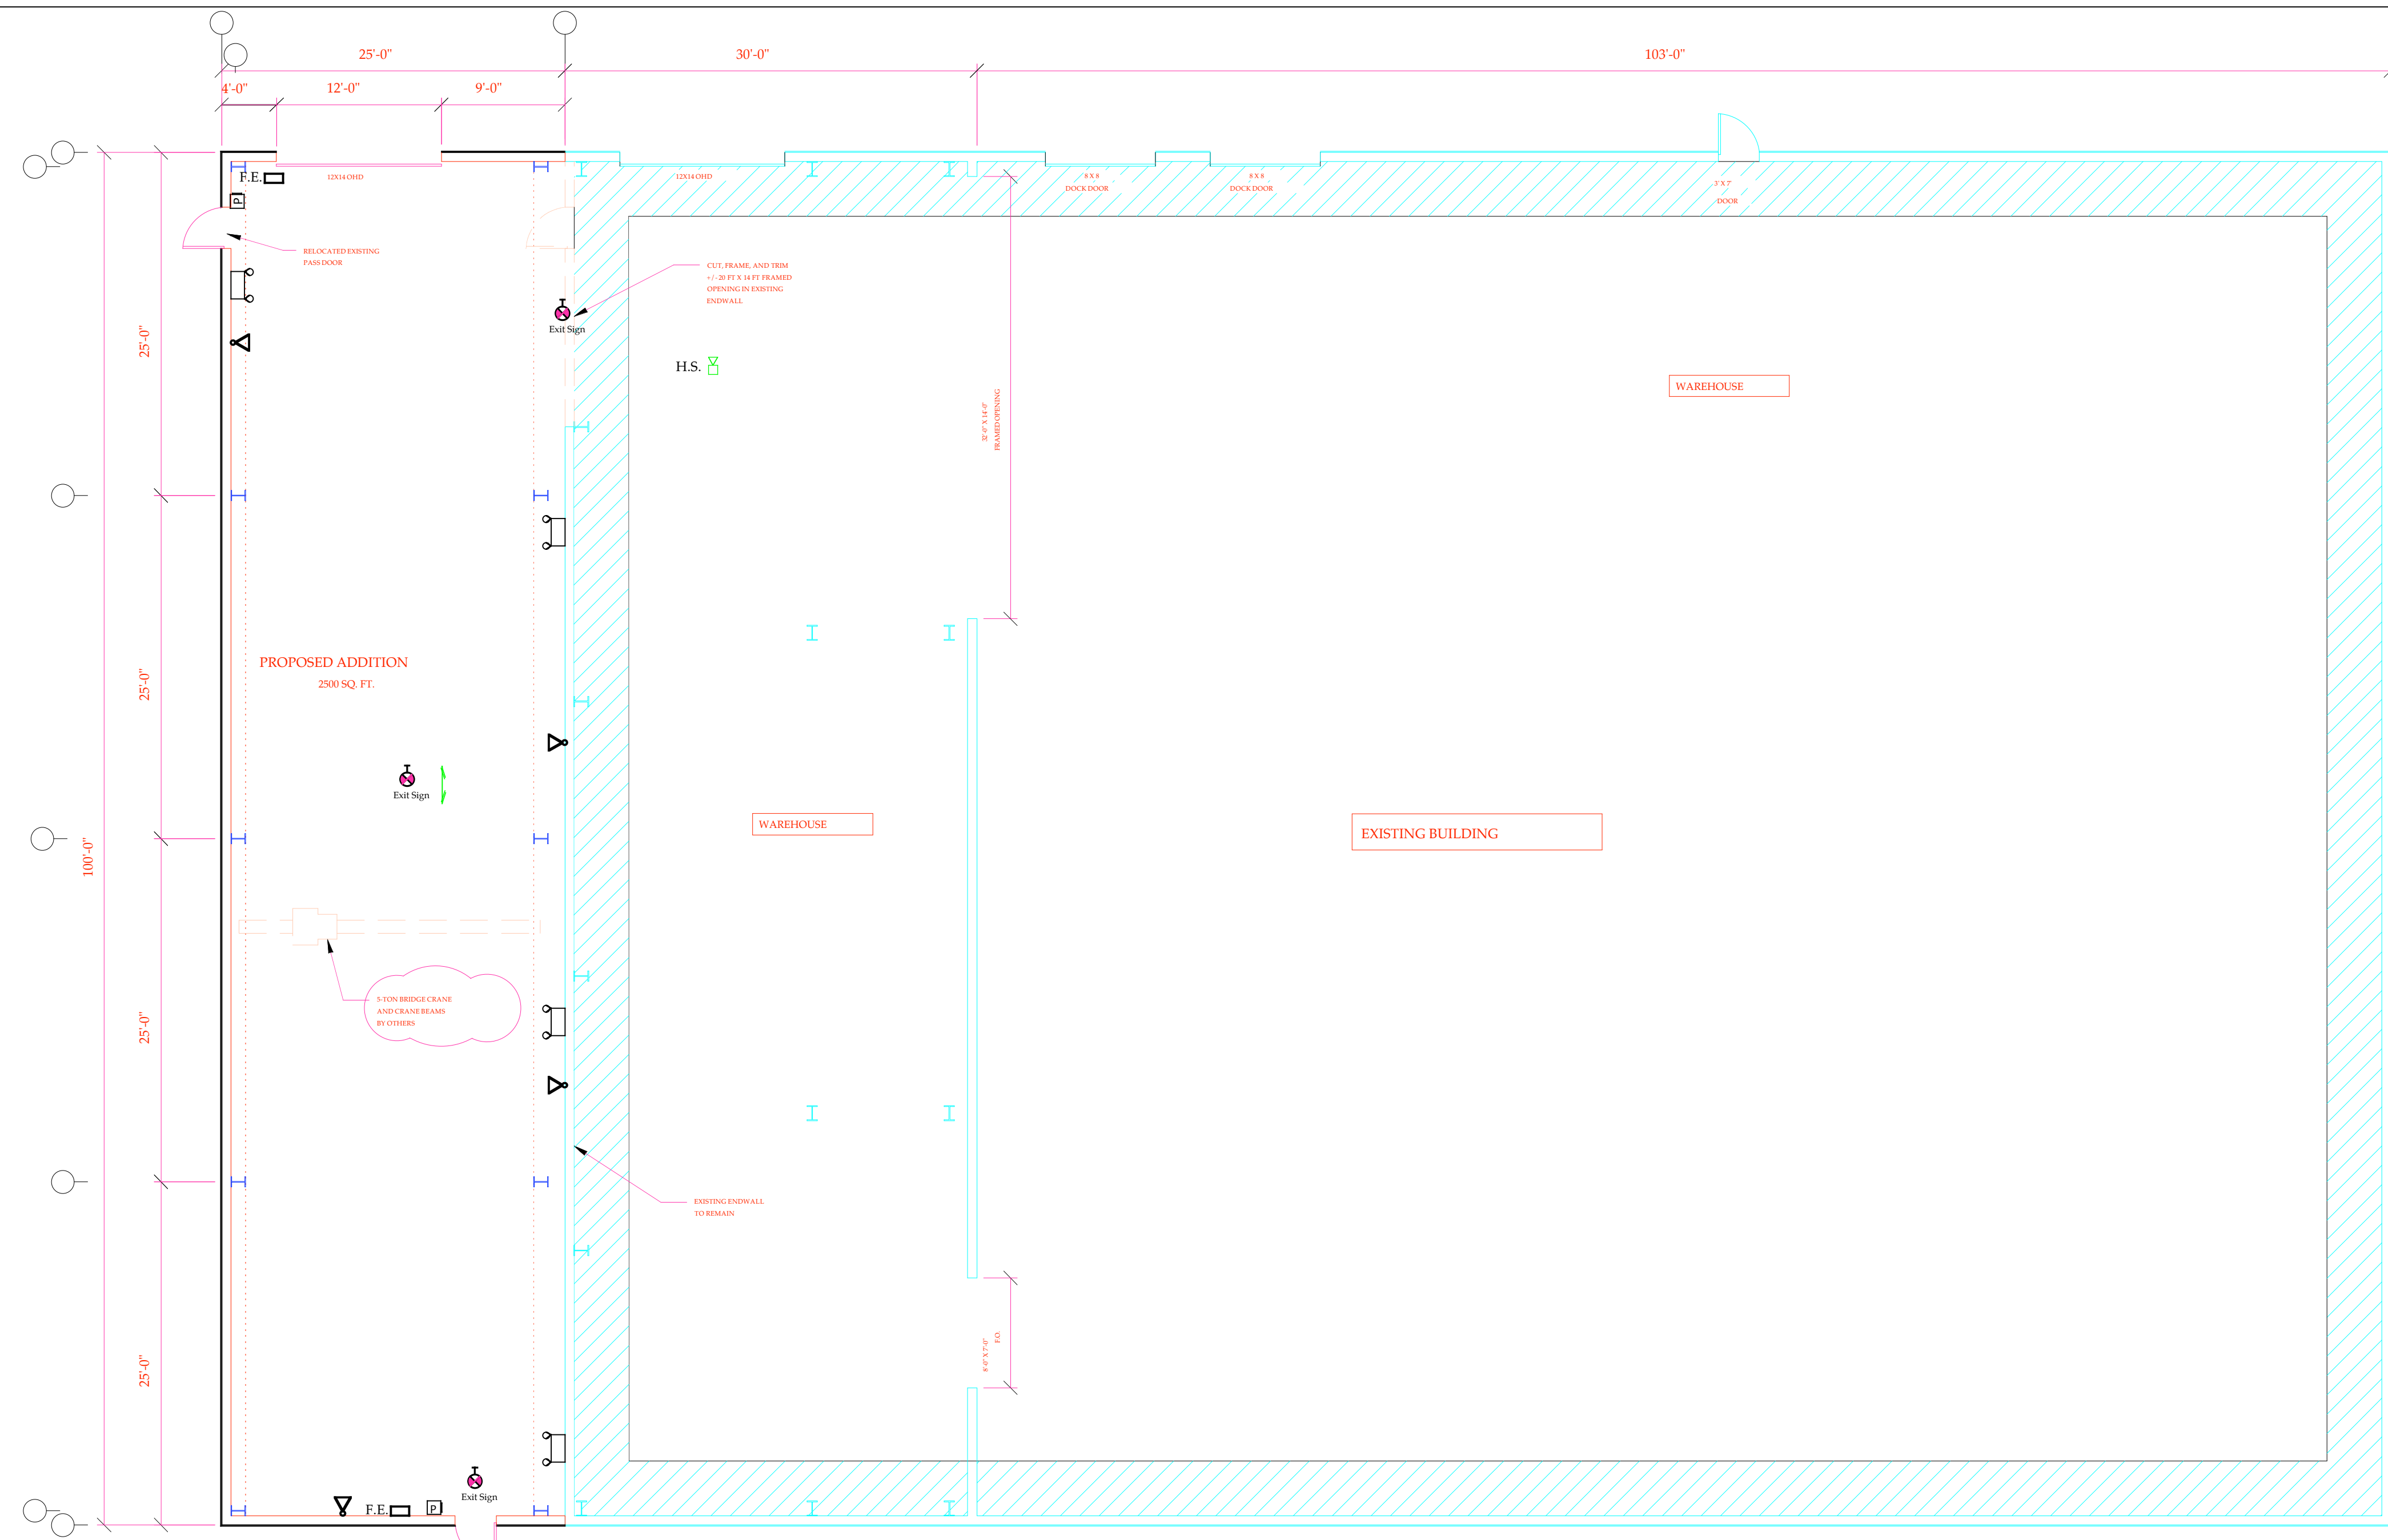 25'-0"
30'-0"
103'-0"
4'-0"
12'-0"
9'-0"
F.E.
12X14 OHD
12X14 OHD
8 X 8
DOCK DOOR
8 X 8
DOCK DOOR
3' X 7'
DOOR
P
RELOCATED EXISTING
PASS DOOR
CUT, FRAME, AND TRIM
+/- 20 FT X 14 FT FRAMED
OPENING IN EXISTING
ENDWALL
Exit Sign
25'-0"
H.S.
32'-0" X 14'-0"
FRAMED OPENING
WAREHOUSE
PROPOSED ADDITION
2500 SQ. FT.
25'-0"
Exit Sign
WAREHOUSE
EXISTING BUILDING
100'-0"
5-TON BRIDGE CRANE
AND CRANE BEAMS
BY OTHERS
25'-0"
EXISTING ENDWALL
TO REMAIN
8'-0" X 7'-0"
F.O.
25'-0"
Exit Sign
F.E.
P